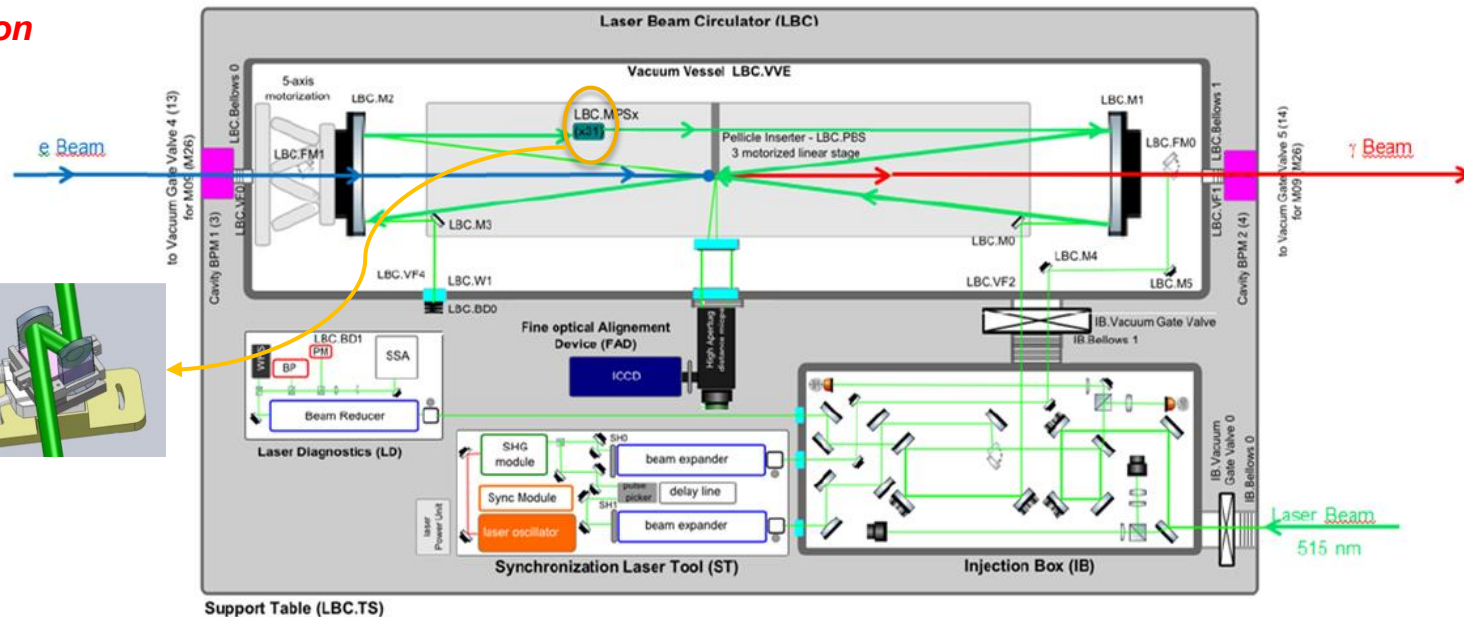 on
Laser Beam Circulator (LBC)
Vacuum Vessel LBC.VVE
5-axis
motorization
LBC.Bellows 0
LBC.M2
LBC.MPSx
(x31)
LBC.M1
LBC.Bellows 1
Pellicle Inserter - LBC.PBS
3 motorized linear stage
LBC.FM1
LBC.FM0
e Beam
γ Beam
to Vacuum Gate Valve 4 (13)
for M09 (M26)
Cavity BPM 1 (3)
LBC.VF0
LBC.VF1
Cavity BPM 2 (4)
to Vacum Gate Valve 5 (14)
for M09 (M26)
LBC.M3
LBC.M0
LBC.M4
LBC.M5
LBC.VF4
LBC.W1
LBC.BD0
LBC.VF2
IB.Vacuum Gate Valve
IB.Bellows 1
Fine optical Alignement
Device (FAD)
High Apertug
ICCD
LBC.BD1
PM
BP
SSA
Beam Reducer
Laser Diagnostics (LD)
SHG
module
SH0
beam expander
Sync Module
pulse
picker
delay line
laser oscillator
SH1
beam expander
laser
Power Unit
Synchronization Laser Tool (ST)
Injection Box (IB)
IB.Vacuum
Gate Valve 0
IB.Bellows 0
Laser Beam
515 nm
Support Table (LBC.TS)